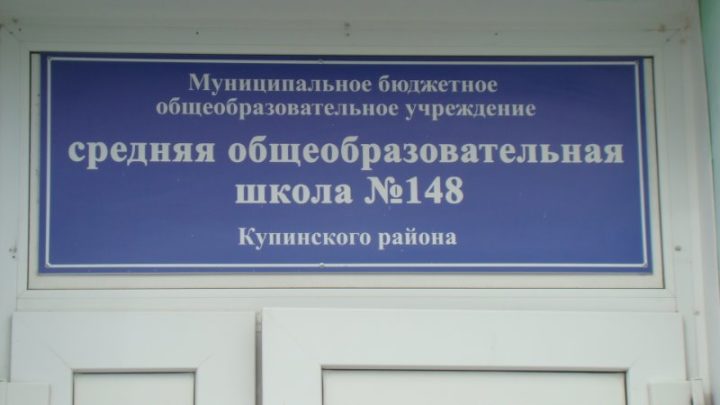 Муниципальное бюджетное
общеобразовательное учреждение
средняя общеобразовательная
школа №148
Купинского района